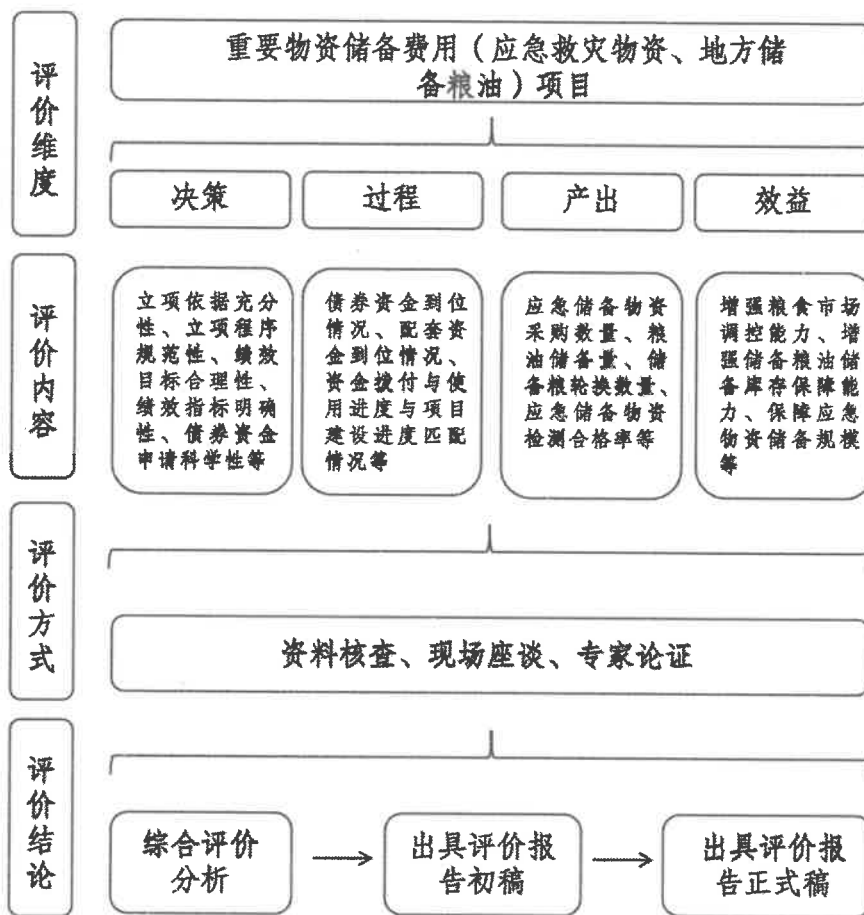 评价维度
重要物资储备费用（应急救灾物资、地方储
备粮油）项目
决策
过程
产出
效益
评价内容
立项依据充分
性、立项程序
规范性、绩效
目标合理性、
绩效指标明确
性、债券资金
申请科学性等
债券资金到位
情况、配套资
金到位情况、
资金拨付与使
用进度与项目
建设进度匹配
情况等
应急储备物资
采购数量、粮
油储备量、储
备粮轮换数量、
应急储备物资
检测合格率等
增强粮食市场
调控能力、增
强储备粮油储
备库存保障能
力、保障应急
物资储备规模
等
评价方式
资料核查、现场座谈、专家论证
评价结论
综合评价
分析
出具评价报
告初稿
出具评价报
告正式稿